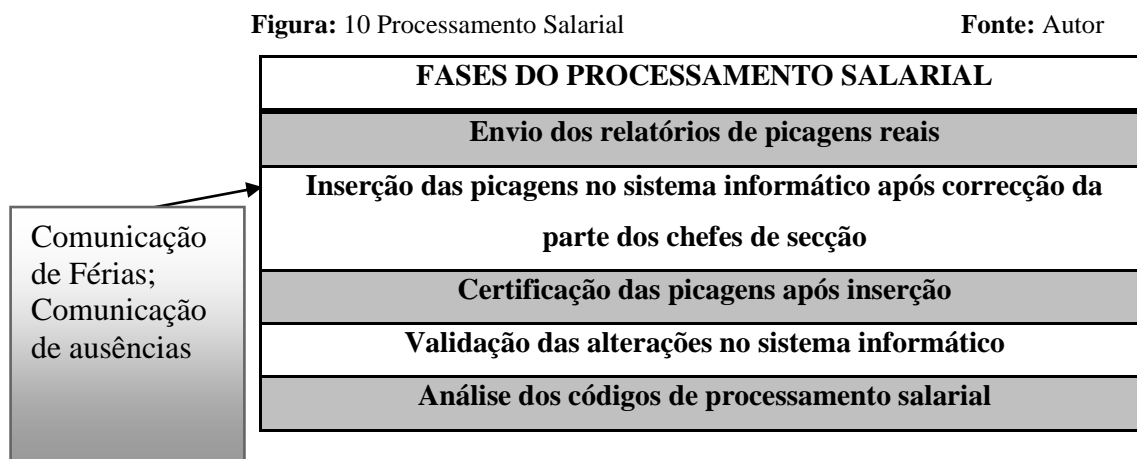 Figura: 10 Processamento Salarial Fonte: Autor
FASES DO PROCESSAMENTO SALARIAL
Envio dos relatórios de picagens reais
Inserção das picagens no sistema informático após correcção da
parte dos chefes de secção
Certificação das picagens após inserção
Validação das alterações no sistema informático
Análise dos códigos de processamento salarial
Comunicação
de Férias;
Comunicação
de ausências